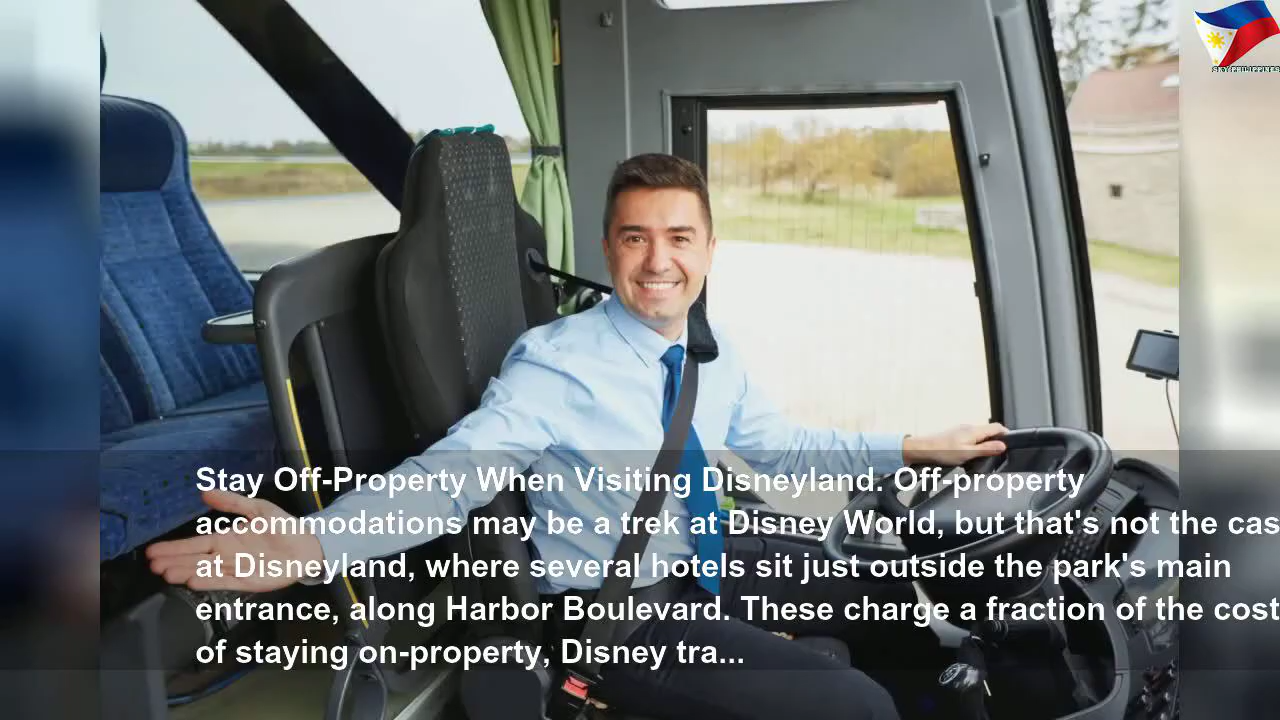 SKYPHILIPPINES
Stay Off-Property When Visiting Disneyland. Off-property
accommodations may be a trek at Disney World, but that's not the cas
at Disneyland, where several hotels sit just outside the park's main
entrance, along Harbor Boulevard. These charge a fraction of the cost
of staying on-property, Disney tra...